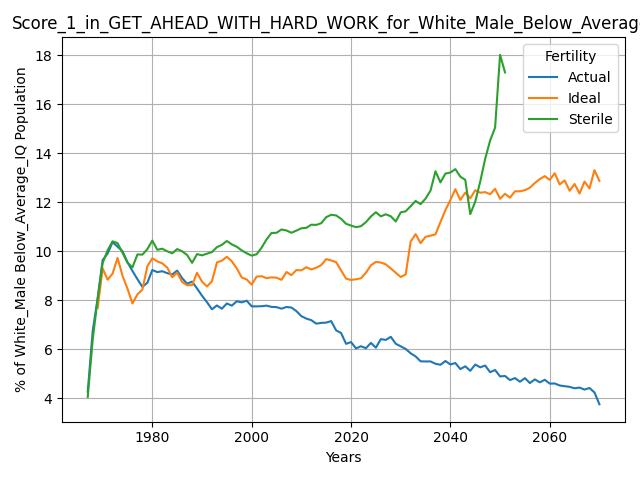 Score_1_in_GET_AHEAD_WITH_HARD_WORK_for_White_Male_Below_Average
Fertility
Actual
Ideal
Sterile
% of White_Male Below_Average_IQ Population
18
16
14
12
10
8
6
4
1980 2000 2020 2040 2060
Years